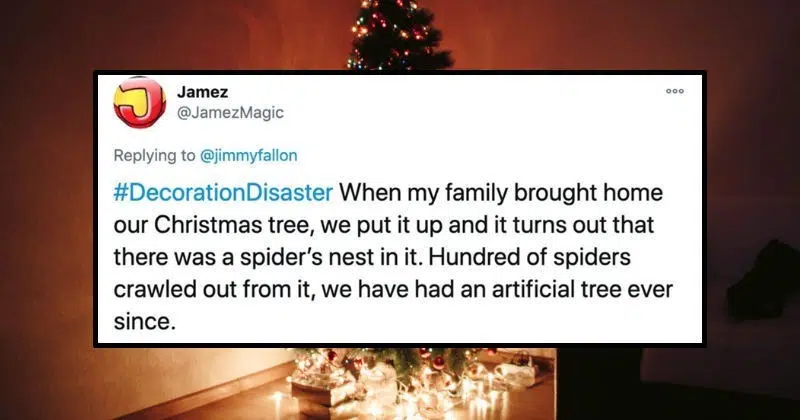 Jamez
@JamezMagic
Replying to @jimmyfallon
#DecorationDisaster When my family brought home
our Christmas tree, we put it up and it turns out that
there was a spider's nest in it. Hundred of spiders
crawled out from it, we have had an artificial tree ever
since.